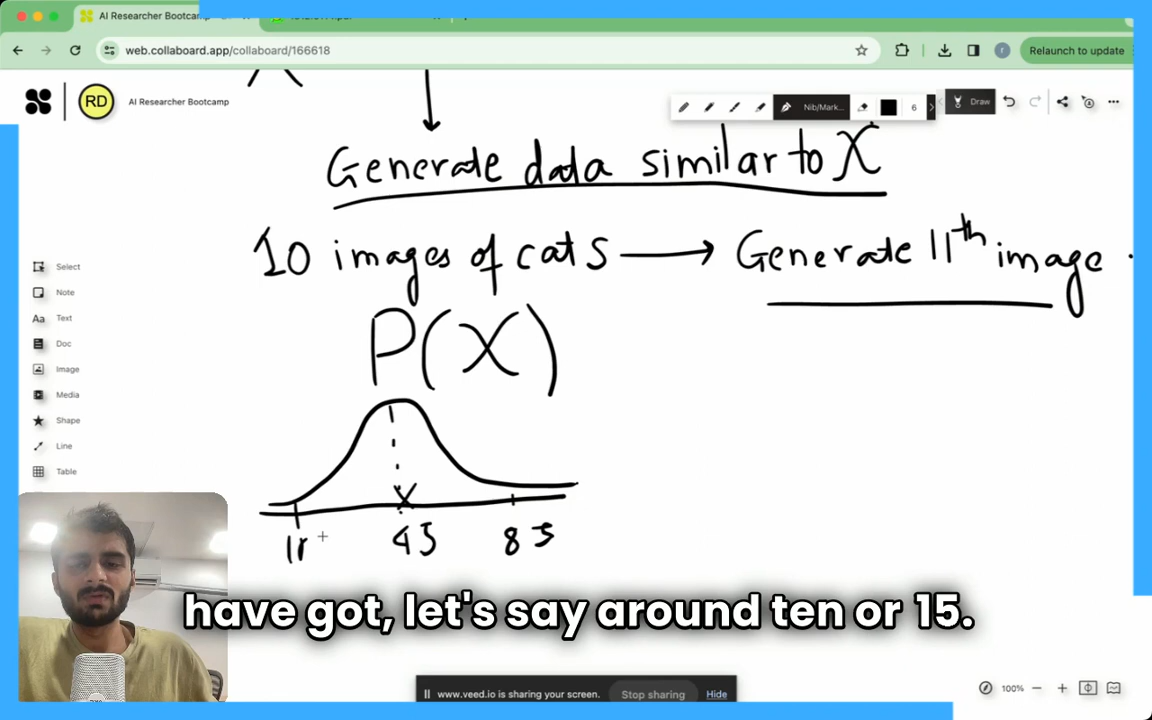 AI Researcher Bootcamp
web.collaboard.app/collaboard/166618
Relaunch to update
RD
AI Researcher Bootcamp
Nib/Mark...
6
Draw
X
Generate data similar to X
10 images of cats → Generate 11th image
P(X)
Select
Note
Text
Doc
Image
Media
Shape
Line
Table
45 85
have got, let's say around ten or 15.
www.veed.io is sharing your screen.
Stop sharing
Hide
100%